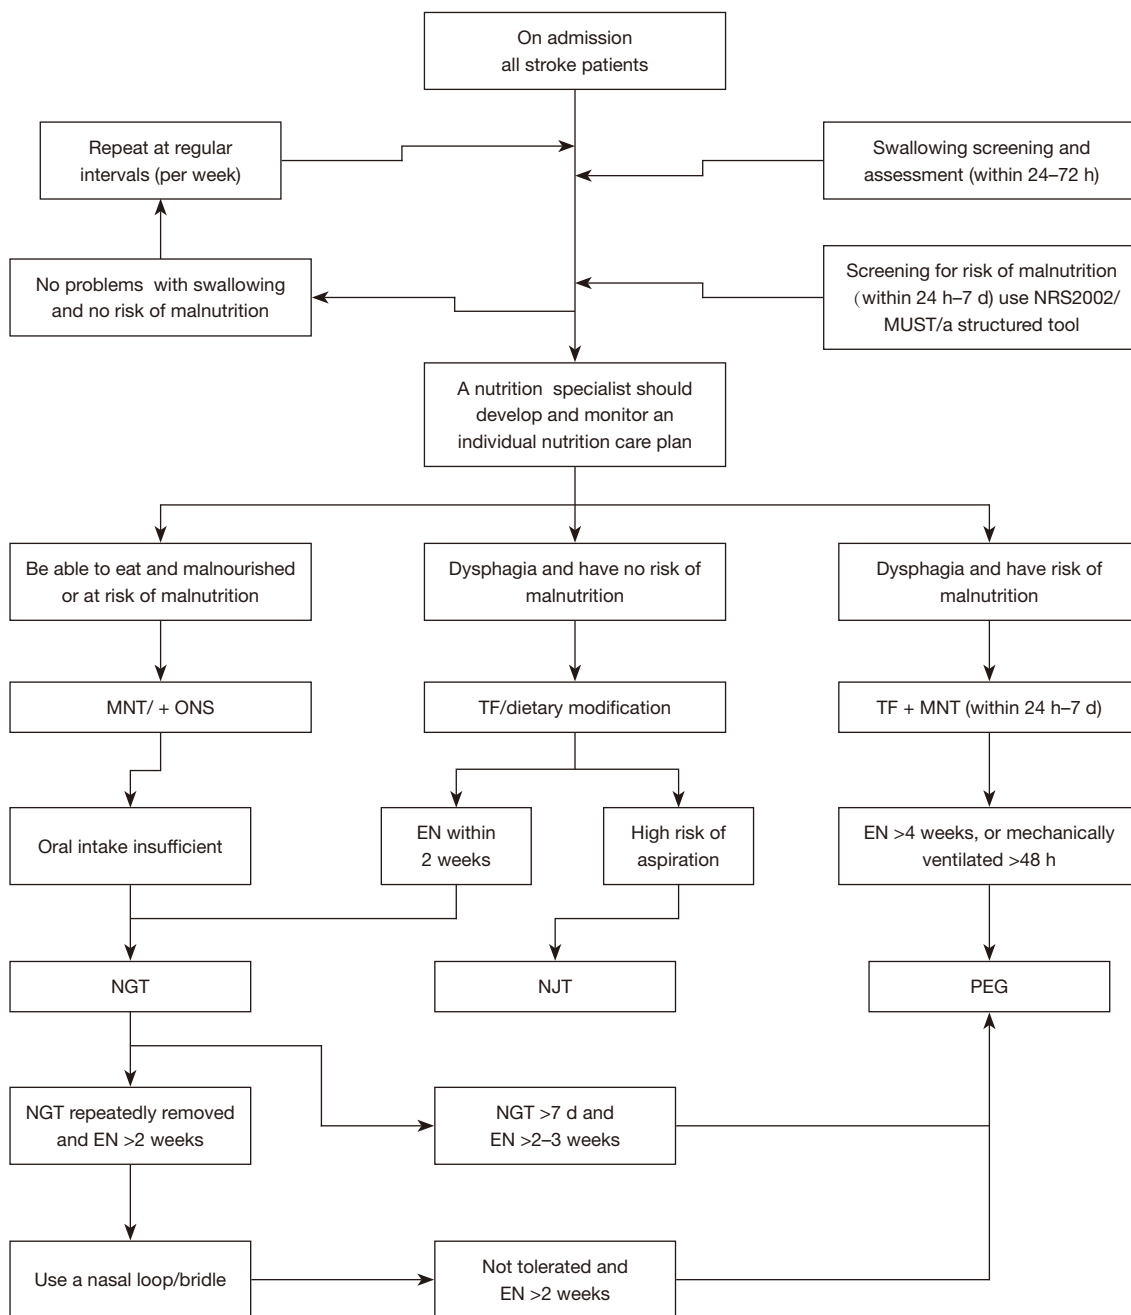 On admission
all stroke patients
Repeat at regular
intervals (per week)
Swallowing screening and
assessment (within 24–72 h)
No problems with swallowing
and no risk of malnutrition
Screening for risk of malnutrition
(within 24 h–7 d) use NRS2002/
MUST/a structured tool
A nutrition specialist should
develop and monitor an
individual nutrition care plan
Be able to eat and malnourished
or at risk of malnutrition
Dysphagia and have no risk of
malnutrition
Dysphagia and have risk of
malnutrition
MNT/ + ONS
TF/dietary modification
TF + MNT (within 24 h–7 d)
Oral intake insufficient
EN within
2 weeks
High risk of
aspiration
EN >4 weeks, or mechanically
ventilated >48 h
NGT
NJT
PEG
NGT repeatedly removed
and EN >2 weeks
NGT >7 d and
EN >2–3 weeks
Use a nasal loop/bridle
Not tolerated and
EN >2 weeks